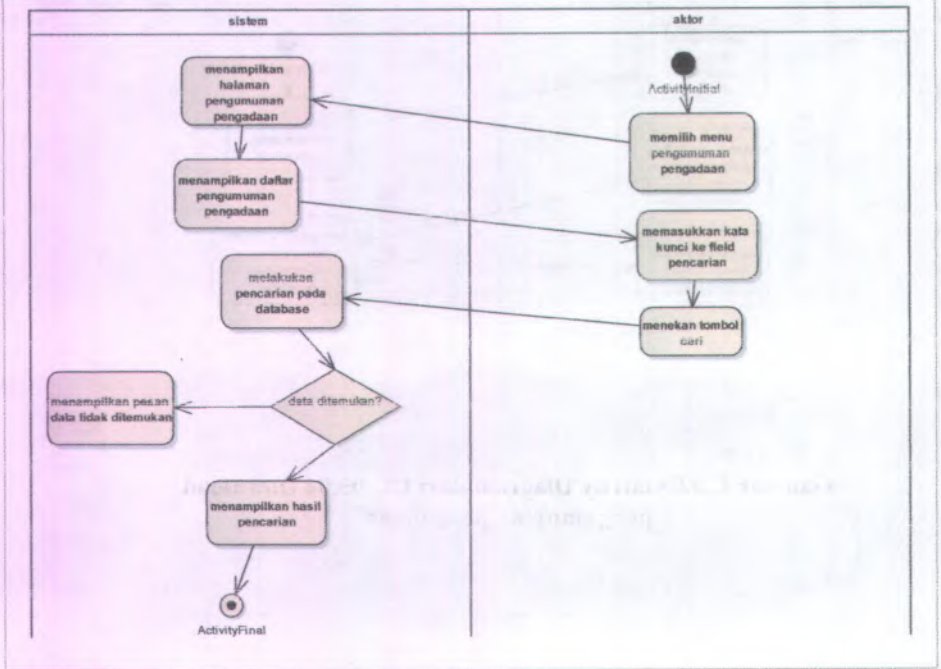 sistem
aktor
ActivityInitial
memilih menu
pengumuman
pengadaan
menampilkan
halaman
pengumuman
pengadaan
menampilkan daftar
pengumuman
pengadaan
memasukkan kata
kunci ke field
pencarian
menekan tombol
cari
melakukan
pencarian pada
database
data ditemukan?
menampilkan pesan
data tidak ditemukan
menampilkan hasil
pencarian
ActivityFinal